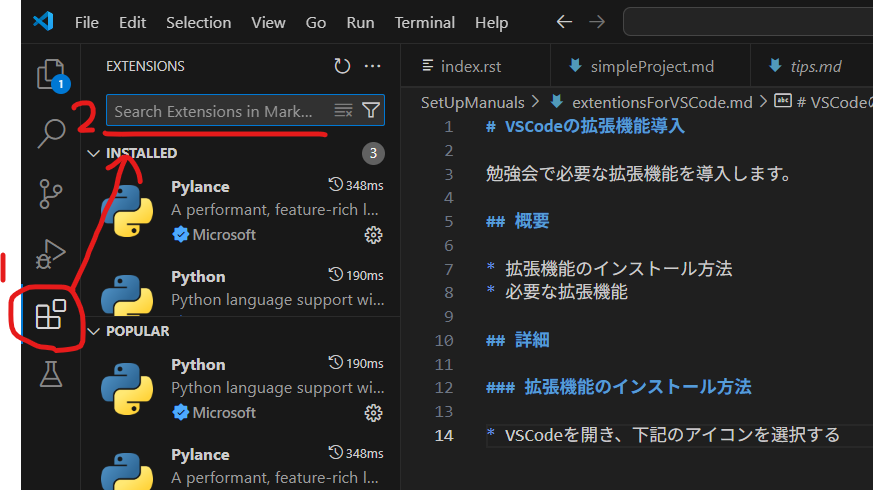 File Edit Selection View Go Run Terminal Help
EXTENSIONS
1
2
Search Extensions in Mark...
INSTALLED 3
Pylance 348ms
A performant, feature-rich l...
Microsoft
Python 190ms
Python language support wi...
POPULAR
Python 190ms
Python language support wi...
Microsoft
Pylance 348ms
A performant, feature-rich l...
1
index.rst simpleProject.md tips.md
SetUpManuals > extentionsForVSCode.md > abc # VSCodeの
1 # VSCodeの拡張機能導入
2
3 勉強会で必要な拡張機能を導入します。
4
5 ## 概要
6
7 * 拡張機能のインストール方法
8 * 必要な拡張機能
9
10 ## 詳細
11
12 ### 拡張機能のインストール方法
13
14 * VSCodeを開き、下記のアイコンを選択する